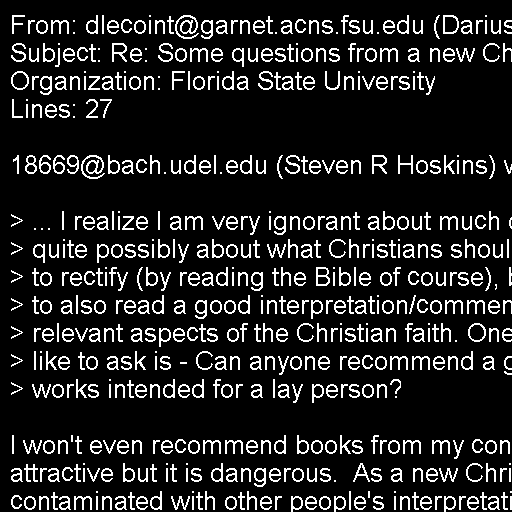 From: dlecoint@garnet.acns.fsu.edu (Darius
Subject: Re: Some questions from a new Ch
Organization: Florida State University
Lines: 27

18669@bach.udel.edu (Steven R Hoskins)

> ... I realize I am very ignorant about much
> quite possibly about what Christians shoul
> to rectify (by reading the Bible of course),
> to also read a good interpretation/commen
> relevant aspects of the Christian faith. One
> like to ask is - Can anyone recommend a
> works intended for a lay person?

I won't even recommend books from my con
attractive but it is dangerous.  As a new Chri
contaminated with other people's interpretati